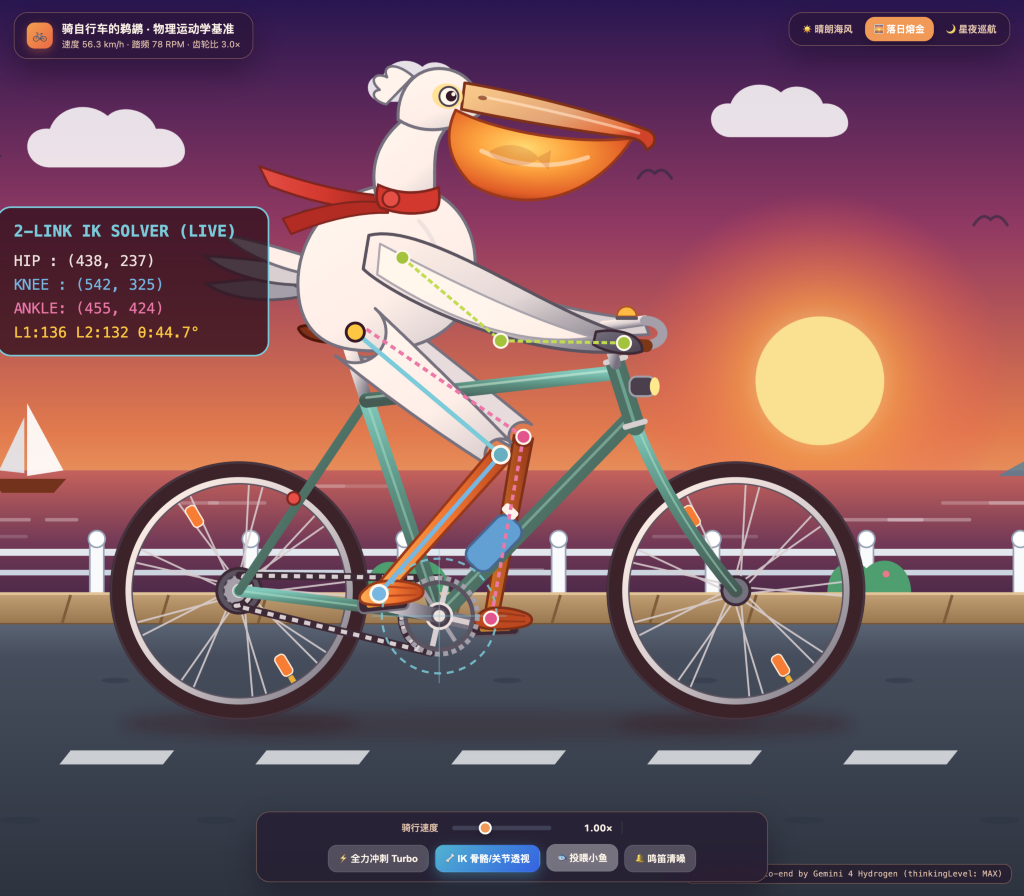 骑自行车的鹈鹕 · 物理运动学基准
速度 56.3 km/h · 踏频 78 RPM · 齿轮比 3.0×
晴朗海风
落日熔金
星夜巡航
2-LINK IK SOLVER (LIVE)
HIP : (438, 237)
KNEE : (542, 325)
ANKLE: (455, 424)
L1:136 L2:132 θ:44.7°
骑行速度
1.00×
全力冲刺 Turbo
IK 骨骼/关节透视
投喂小鱼
鸣笛清嗓
-end by Gemini 4 Hydrogen (thinkingLevel: MAX)